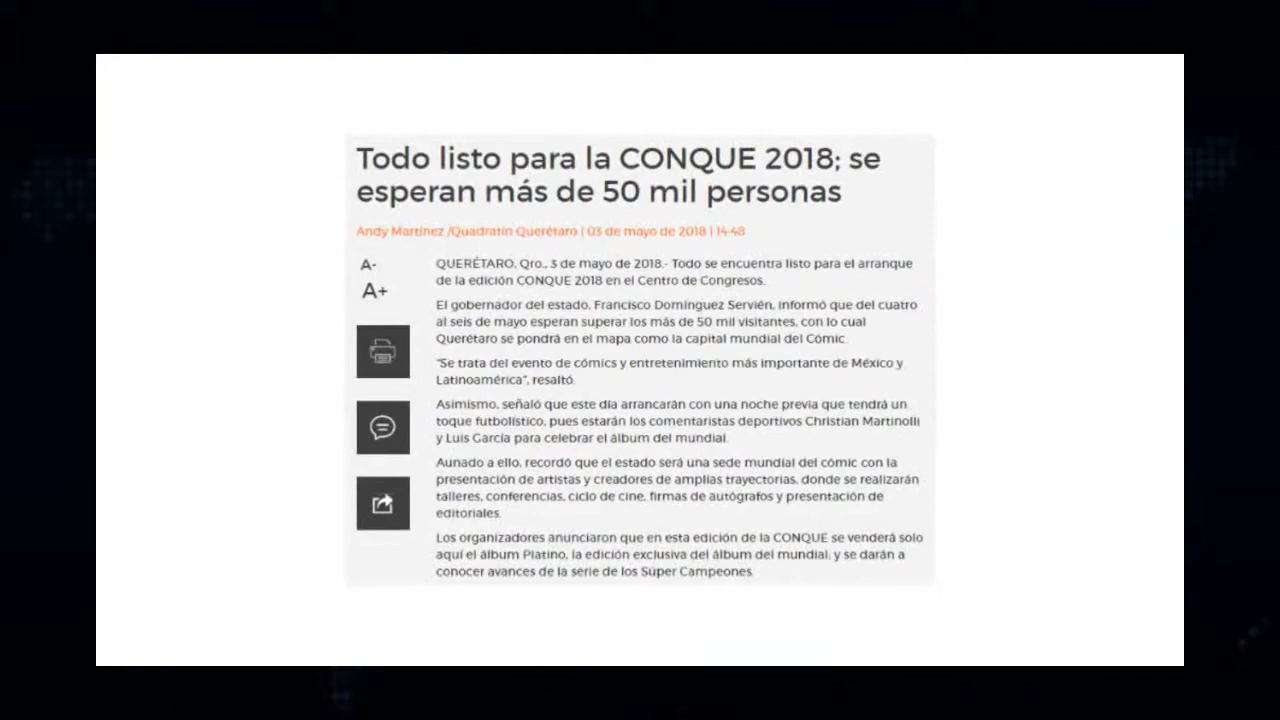 Todo listo para la CONQUE 2018; se
esperan más de 50 mil personas
Andy Martínez /Quadratín Querétaro | 03 de mayo de 2018 | 14:48
A-
A+
QUERÉTARO, Qro., 3 de mayo de 2018.- Todo se encuentra listo para el arranque
de la edición CONQUE 2018 en el Centro de Congresos.
El gobernador del estado, Francisco Domínguez Servién, informó que del cuatro
al seis de mayo esperan superar los más de 50 mil visitantes, con lo cual
Querétaro se pondrá en el mapa como la capital mundial del Cómic.
"Se trata del evento de cómics y entretenimiento más importante de México y
Latinoamérica", resaltó.
Asimismo, señaló que este día arrancarán con una noche previa que tendrá un
toque futbolístico, pues estarán los comentaristas deportivos Christian Martinolli
y Luis García para celebrar el álbum del mundial.
Aunado a ello, recordó que el estado será una sede mundial del cómic con la
presentación de artistas y creadores de amplias trayectorias, donde se realizarán
talleres, conferencias, ciclo de cine, firmas de autógrafos y presentación de
editoriales.
Los organizadores anunciaron que en esta edición de la CONQUE se venderá solo
aquí el álbum Platino, la edición exclusiva del álbum del mundial; y se darán a
conocer avances de la serie de los Súper Campeones.